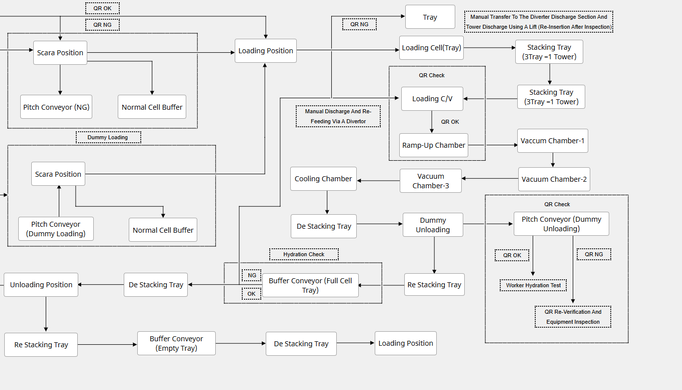 QR OK
QR NG
Scara Position
Pitch Conveyor (NG)
Normal Cell Buffer
Loading Position
QR NG
Tray
Manual Transfer To The Diverter Discharge Section And
Tower Discharge Using A Lift (Re-Insertion After Inspection)
Loading Cell(Tray)
Stacking Tray
(3Tray =1 Tower)
QR Check
Loading C/V
QR OK
Ramp-Up Chamber
Stacking Tray
(3Tray =1 Tower)
Manual Discharge And Re-
Feeding Via A Divertor
Dummy Loading
Scara Position
Pitch Conveyor
(Dummy Loading)
Normal Cell Buffer
Vaccum Chamber-1
Vacuum Chamber-2
Vacuum
Chamber-3
Cooling Chamber
De Stacking Tray
Dummy
Unloading
QR Check
Pitch Conveyor (Dummy
Unloading)
QR OK
QR NG
Worker Hydration Test
QR Re-Verification And
Equipment Inspection
Hydration Check
NG
OK
Buffer Conveyor (Full Cell
Tray)
Re Stacking Tray
De Stacking Tray
Unloading Position
Re Stacking Tray
Buffer Conveyor
(Empty Tray)
De Stacking Tray
Loading Position